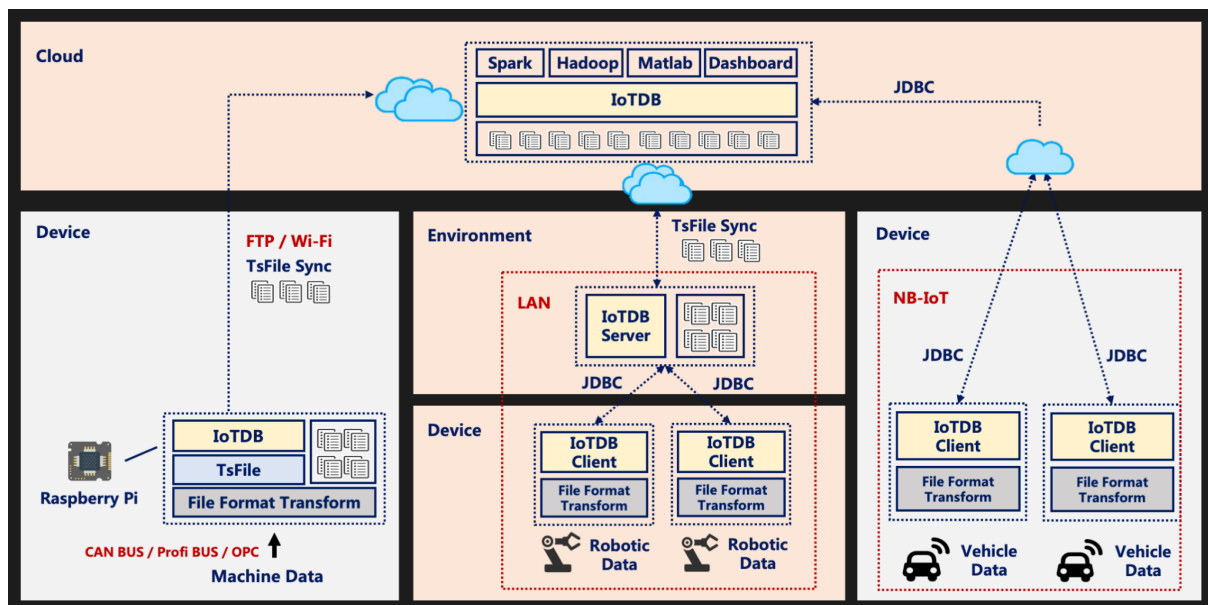 Cloud
Spark
Hadoop
Matlab
Dashboard
IoTDB
JDBC
Device
FTP / Wi-Fi
TsFile Sync
IoTDB
TsFile
File Format Transform
Raspberry Pi
CAN BUS / Profi BUS / OPC
Machine Data
Environment
TsFile Sync
LAN
IoTDB
Server
JDBC
JDBC
Device
IoTDB
Client
File Format
Transform
Robotic
Data
IoTDB
Client
File Format
Transform
Robotic
Data
Device
NB-IoT
JDBC
JDBC
IoTDB
Client
File Format
Transform
Vehicle
Data
IoTDB
Client
File Format
Transform
Vehicle
Data